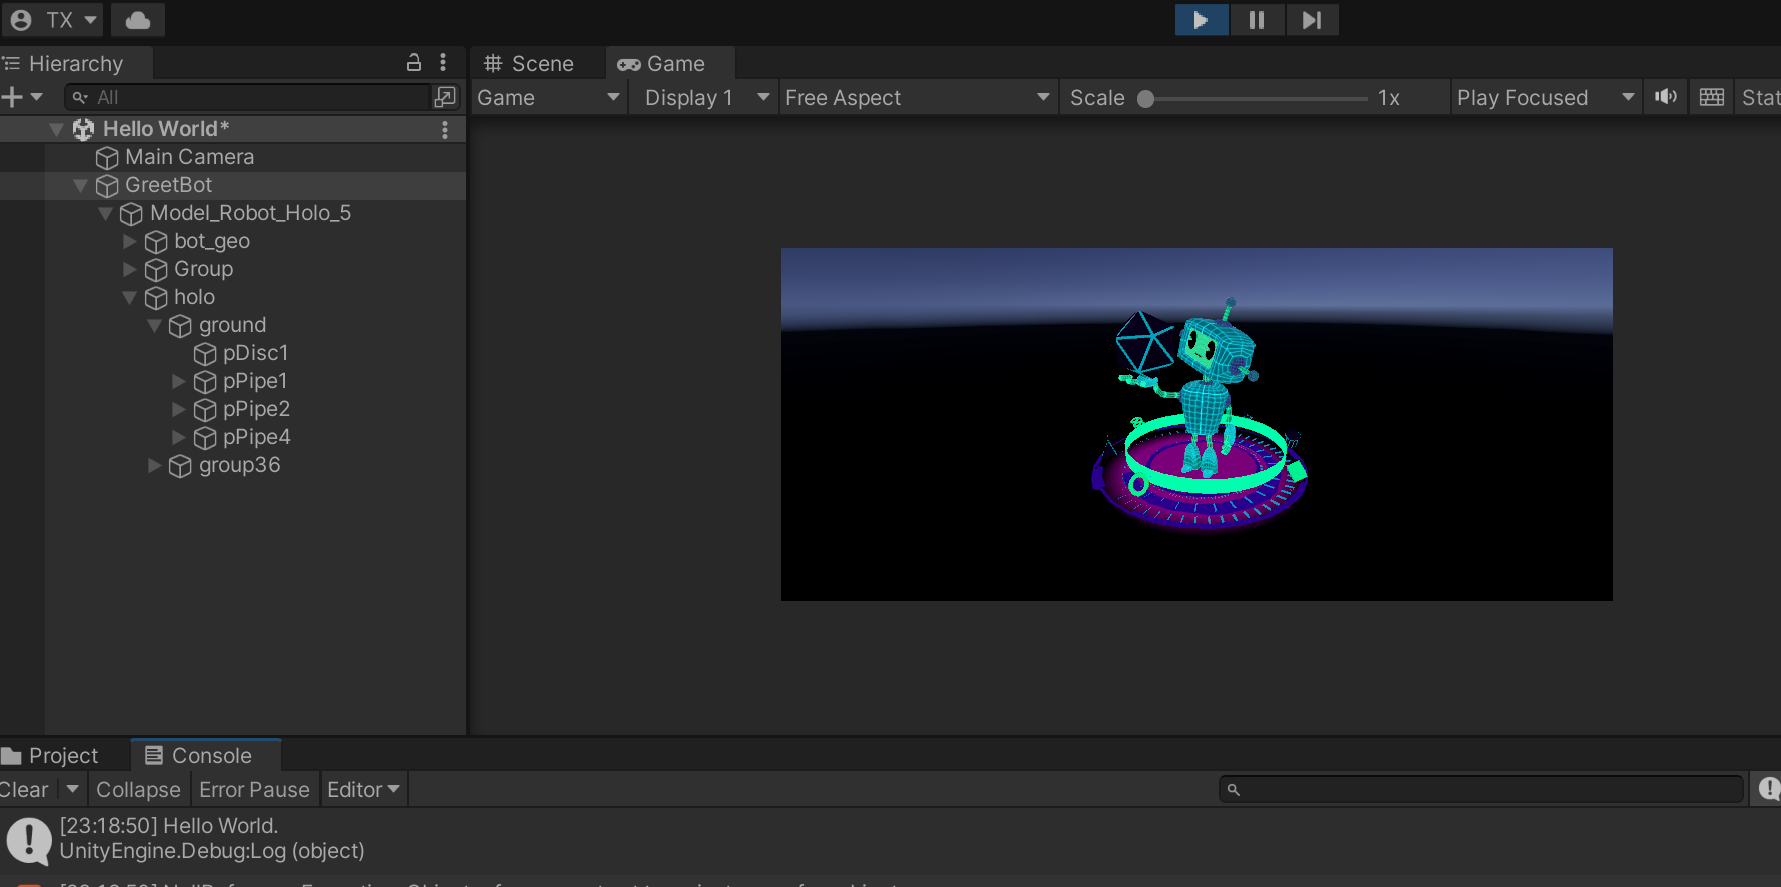 TX
Hierarchy
Scene
Game
All
Game
Display 1
Free Aspect
Scale
1x
Play Focused
Stat
Hello World*
Main Camera
GreetBot
Model_Robot_Holo_5
bot_geo
Group
holo
ground
pDisc1
pPipe1
pPipe2
pPipe4
group36
Project
Console
Clear
Collapse
Error Pause
Editor
[23:18:50] Hello World.
UnityEngine.Debug:Log (object)